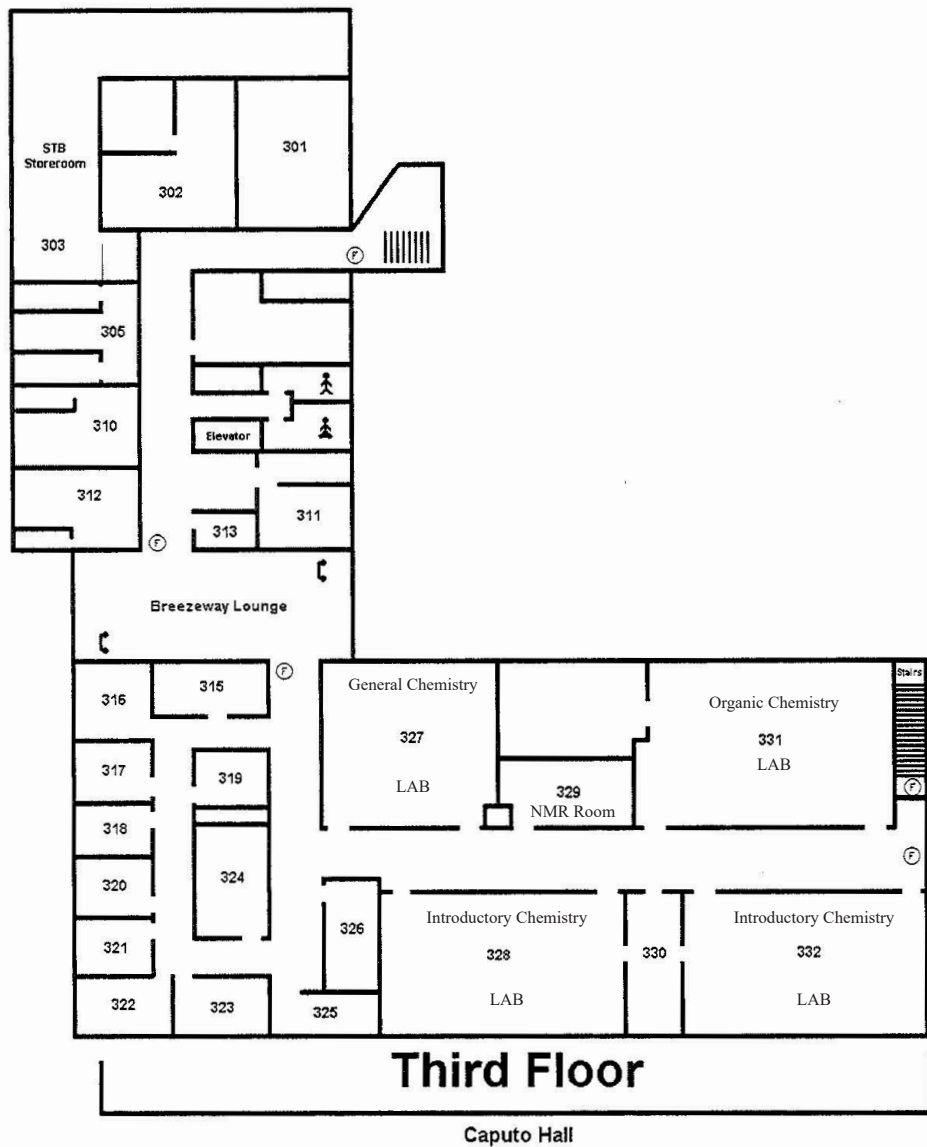 301
STB
Storeroom
302
303
F
305
310
Elevator
312
311
313
F
Breezeway Lounge
F
316
315
General Chemistry
327
LAB
Organic Chemistry
331
LAB
Stairs
317
319
329
NMR Room
F
318
F
320
324
321
326
Introductory Chemistry
328
LAB
330
Introductory Chemistry
332
LAB
322
323
325
Third Floor
Caputo Hall